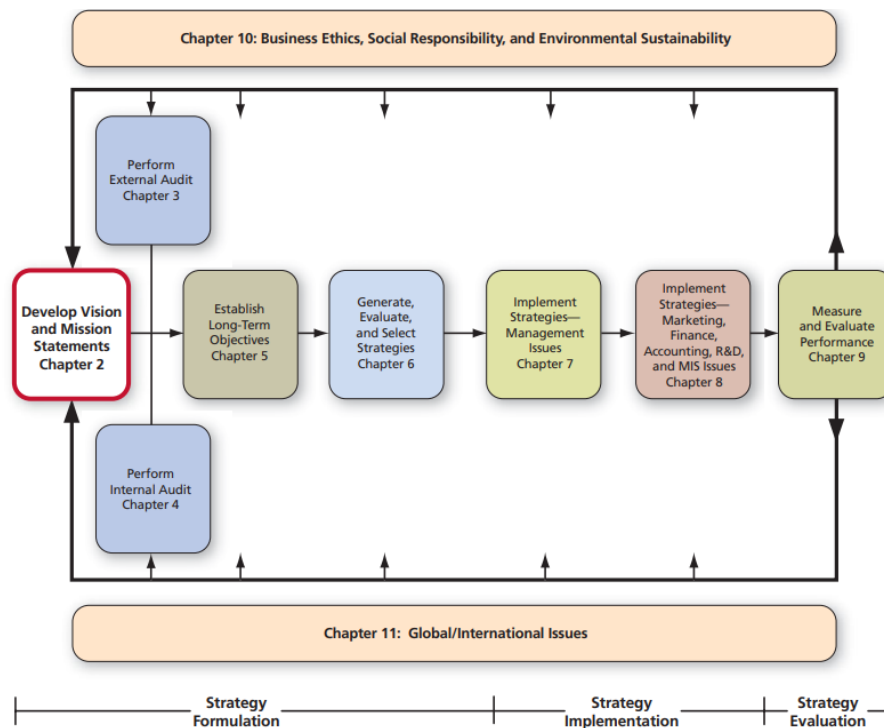 Chapter 10: Business Ethics, Social Responsibility, and Environmental Sustainability
Perform
External Audit
Chapter 3
Develop Vision
and Mission
Statements
Chapter 2
Establish
Long-Term
Objectives
Chapter 5
Generate,
Evaluate,
and Select
Strategies
Chapter 6
Implement
Strategies—
Management
Issues
Chapter 7
Implement
Strategies—
Marketing,
Finance,
Accounting, R&D,
and MIS Issues
Chapter 8
Measure
and Evaluate
Performance
Chapter 9
Perform
Internal Audit
Chapter 4
Chapter 11: Global/International Issues
Strategy
Formulation
Strategy
Implementation
Strategy
Evaluation